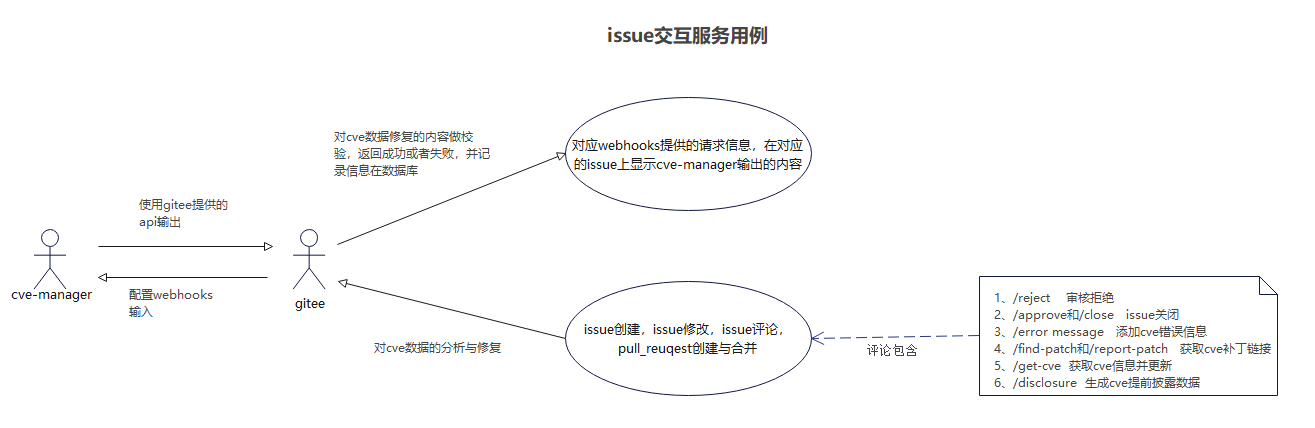 issue交互服务用例
对cve数据修复的内容做校
验，返回成功或者失败，并记
录信息在数据库
对应webhooks提供的请求信息，在对应
的issue上显示cve-manager输出的内容
使用gitee提供的
api输出
cve-manager
配置webhooks
输入
gitee
对cve数据的分析与修复
issue创建，issue修改，issue评论，
pull_reuqest创建与合并
评论包含
1、/reject 审核拒绝
2、/approve和/close issue关闭
3、/error message 添加cve错误信息
4、/find-patch和/report-patch 获取cve补丁链接
5、/get-cve 获取cve信息并更新
6、/disclosure 生成cve提前披露数据